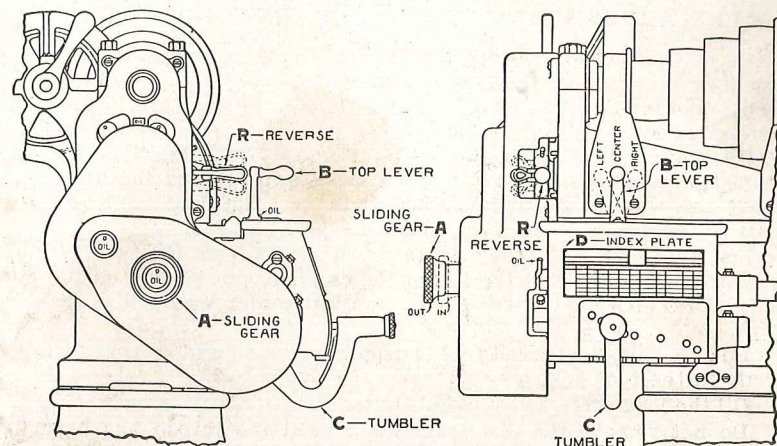 R—REVERSE
B—TOP LEVER
OIL
OIL
OIL
OIL
A—SLIDING
GEAR
C—TUMBLER
LEFT
CENTER
RIGHT
B—TOP
LEVER
SLIDING
GEAR—A
R
REVERSE
D—INDEX PLATE
OIL
OUT
IN
C
TUMBLER